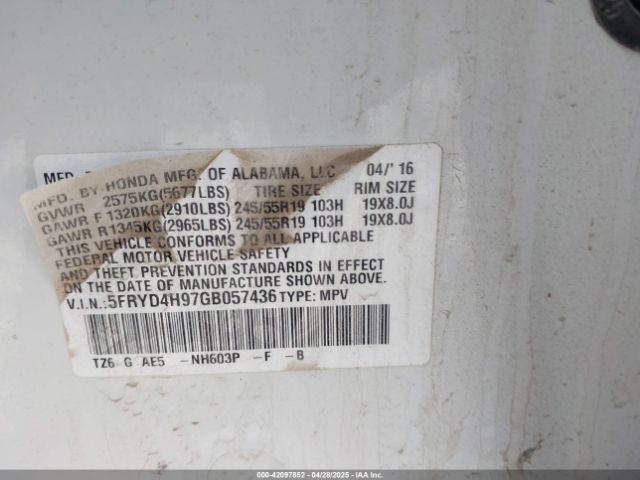 MFD. BY HONDA MFG. OF ALABAMA, LLC 04/' 16
GVWR 2575KG(5677LBS) TIRE SIZE RIM SIZE
GAWR F 1320KG(2910LBS) 245/55R19 103H 19X8.0J
GAWR R1345KG(2965LBS) 245/55R19 103H 19X8.0J
THIS VEHICLE CONFORMS TO ALL APPLICABLE
FEDERAL MOTOR VEHICLE SAFETY
AND THEFT PREVENTION STANDARDS IN EFFECT
ON THE DATE OF MANUFACTURE SHOWN ABOVE.
V.I.N.: 5FRYD4H97GB057436 TYPE: MPV
TZ6 G AE5 -NH603P -F -B
000-42097852 - 04/28/2025 - IAAI.COM